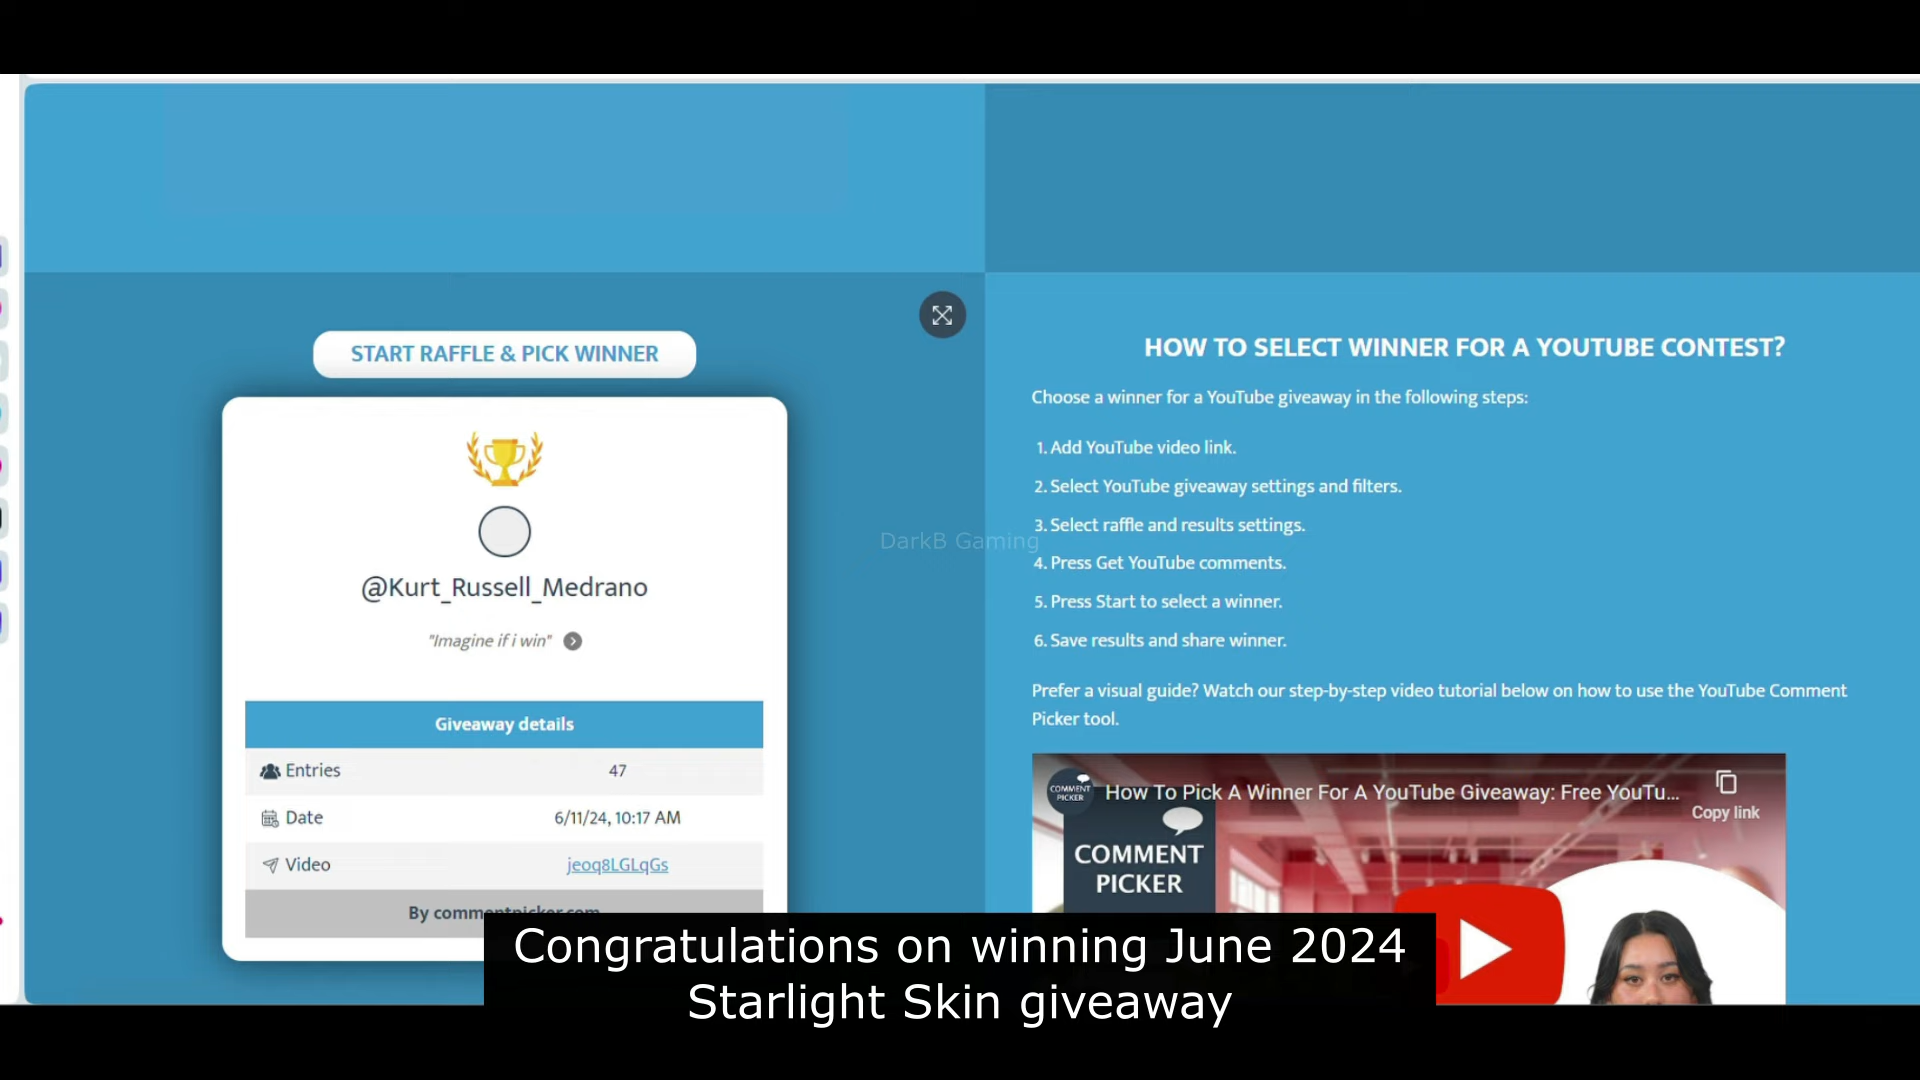 START RAFFLE & PICK WINNER
@Kurt_Russell_Medrano
"Imagine if i win"
Giveaway details
Entries 47
Date 6/11/24, 10:17 AM
Video jeoq8LGLqGs
By commentpicker.com
DarkB Gaming
HOW TO SELECT WINNER FOR A YOUTUBE CONTEST?
Choose a winner for a YouTube giveaway in the following steps:
1. Add YouTube video link.
2. Select YouTube giveaway settings and filters.
3. Select raffle and results settings.
4. Press Get YouTube comments.
5. Press Start to select a winner.
6. Save results and share winner.
Prefer a visual guide? Watch our step-by-step video tutorial below on how to use the YouTube Comment
Picker tool.
COMMENT
PICKER
How To Pick A Winner For A YouTube Giveaway: Free YouTu...
Copy link
COMMENT
PICKER
Congratulations on winning June 2024
Starlight Skin giveaway